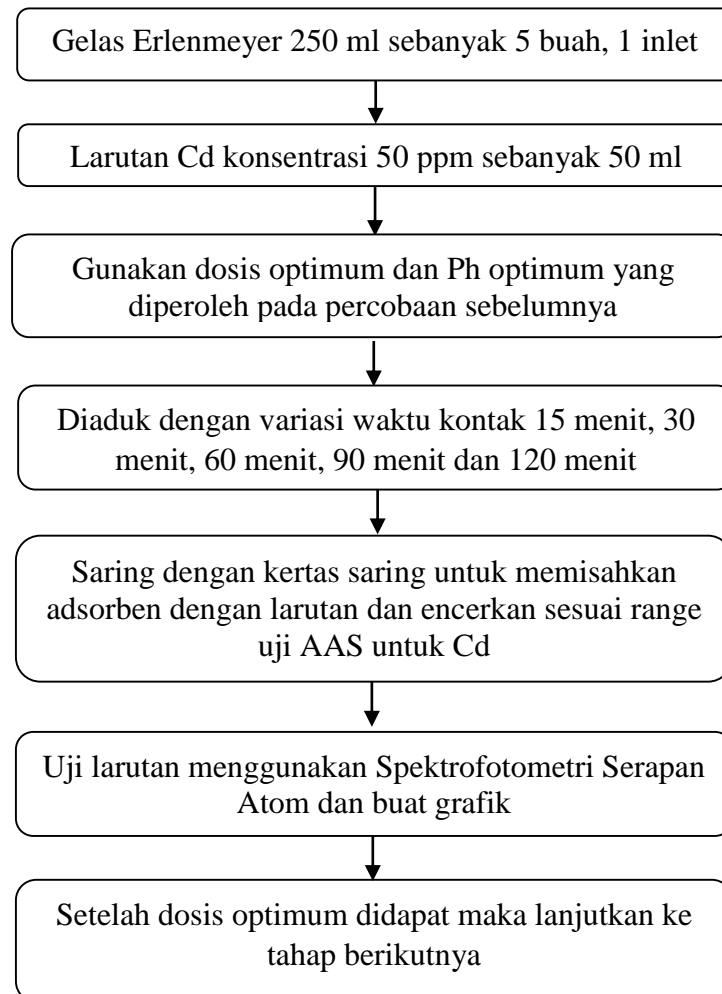 Gelas Erlenmeyer 250 ml sebanyak 5 buah, 1 inlet
Larutan Cd konsentrasi 50 ppm sebanyak 50 ml
Gunakan dosis optimum dan Ph optimum yang
diperoleh pada percobaan sebelumnya
Diaduk dengan variasi waktu kontak 15 menit, 30
menit, 60 menit, 90 menit dan 120 menit
Saring dengan kertas saring untuk memisahkan
adsorben dengan larutan dan encerkan sesuai range
uji AAS untuk Cd
Uji larutan menggunakan Spektrofotometri Serapan
Atom dan buat grafik
Setelah dosis optimum didapat maka lanjutkan ke
tahap berikutnya